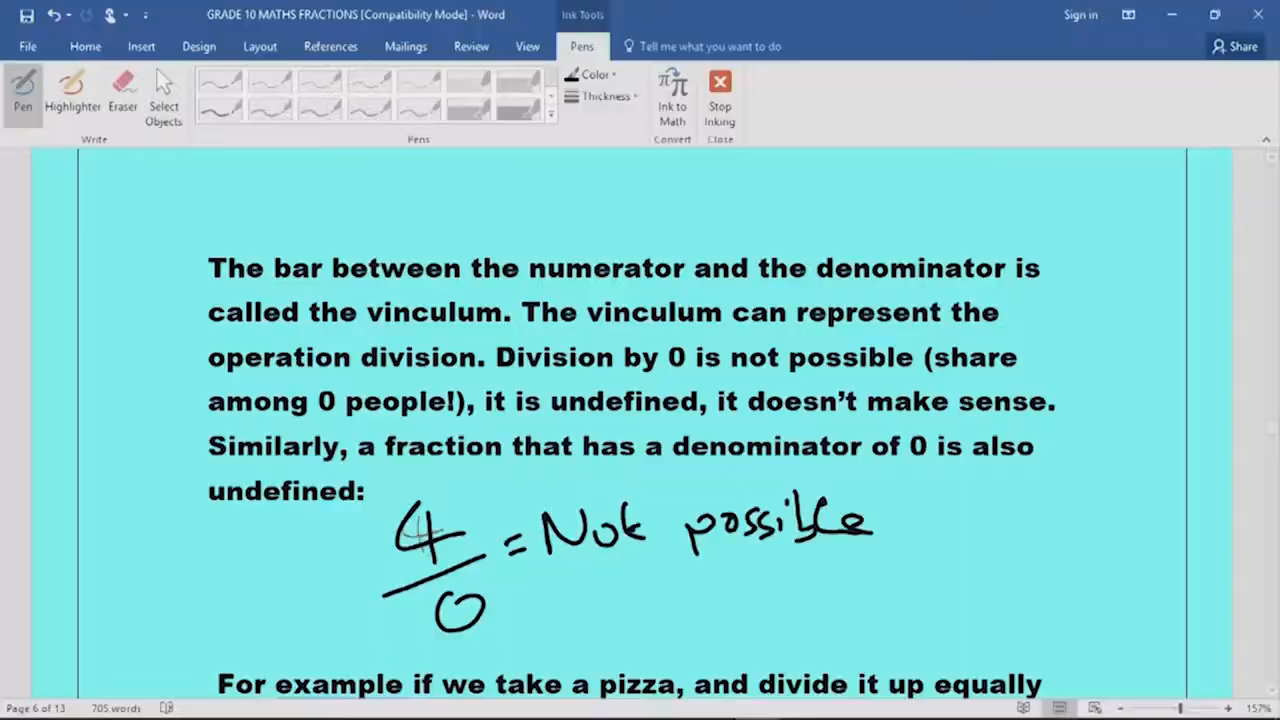 GRADE 10 MATHS FRACTIONS [Compatibility Mode] - Word
Ink Tools
Sign in
File Home Insert Design Layout References Mailings Review View Pens Tell me what you want to do Share
Pen Highlighter Eraser Select Objects
Color
Thickness
Ink to Math
Stop Inking
Write Pens Convert Close
The bar between the numerator and the denominator is
called the vinculum. The vinculum can represent the
operation division. Division by 0 is not possible (share
among 0 people!), it is undefined, it doesn’t make sense.
Similarly, a fraction that has a denominator of 0 is also
undefined:
4/0 = Not possible
For example if we take a pizza, and divide it up equally
Page 6 of 13 705 words 157%